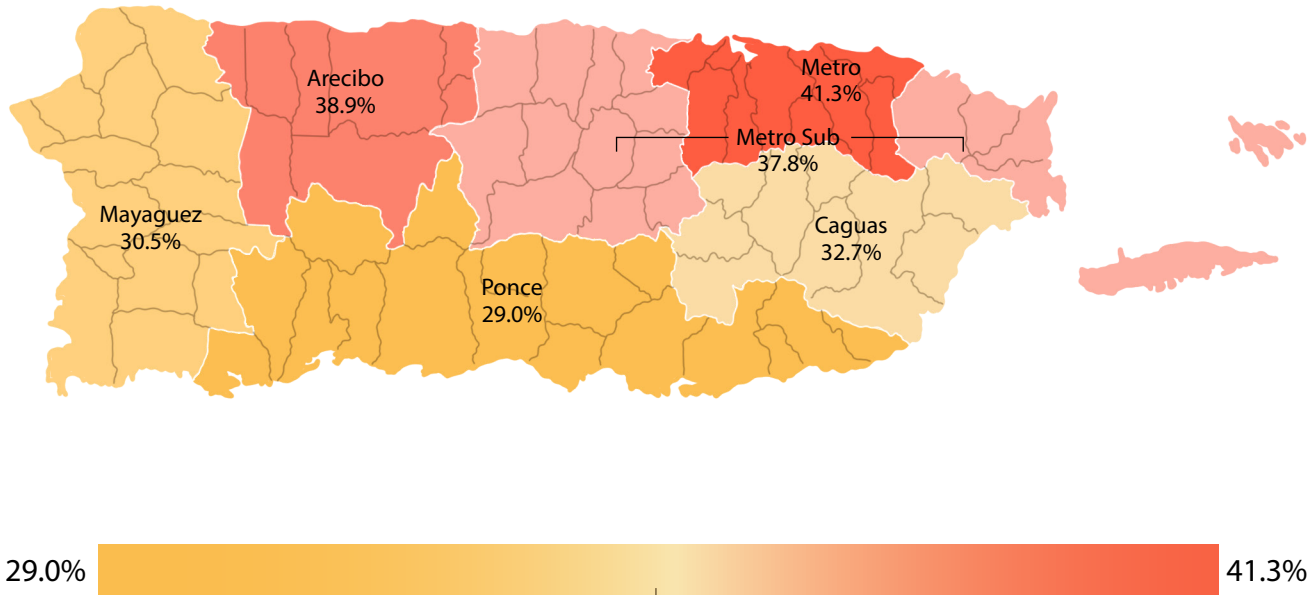 Arecibo
38.9%
Metro
41.3%
Metro Sub
37.8%
Mayaguez
30.5%
Caguas
32.7%
Ponce
29.0%
29.0%
41.3%